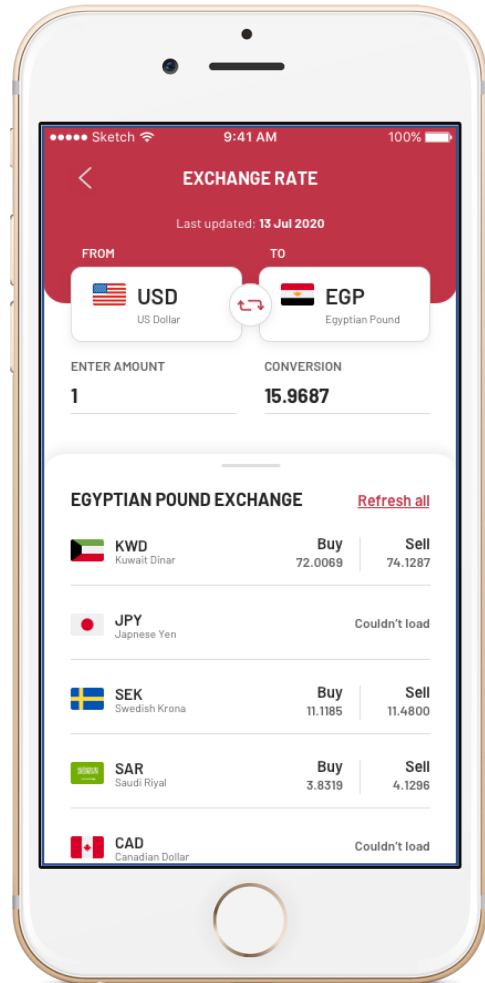 Sketch 9:41 AM 100%
EXCHANGE RATE
Last updated: 13 Jul 2020
FROM TO
USD EGP
US Dollar Egyptian Pound
ENTER AMOUNT CONVERSION
1 15.9687
EGYPTIAN POUND EXCHANGE Refresh all
KWD Buy Sell
Kuwait Dinar 72.0069 74.1287
JPY
Japnese Yen Couldn't load
SEK Buy Sell
Swedish Krona 11.1185 11.4800
SAR Buy Sell
Saudi Riyal 3.8319 4.1296
CAD Couldn't load
Canadian Dollar